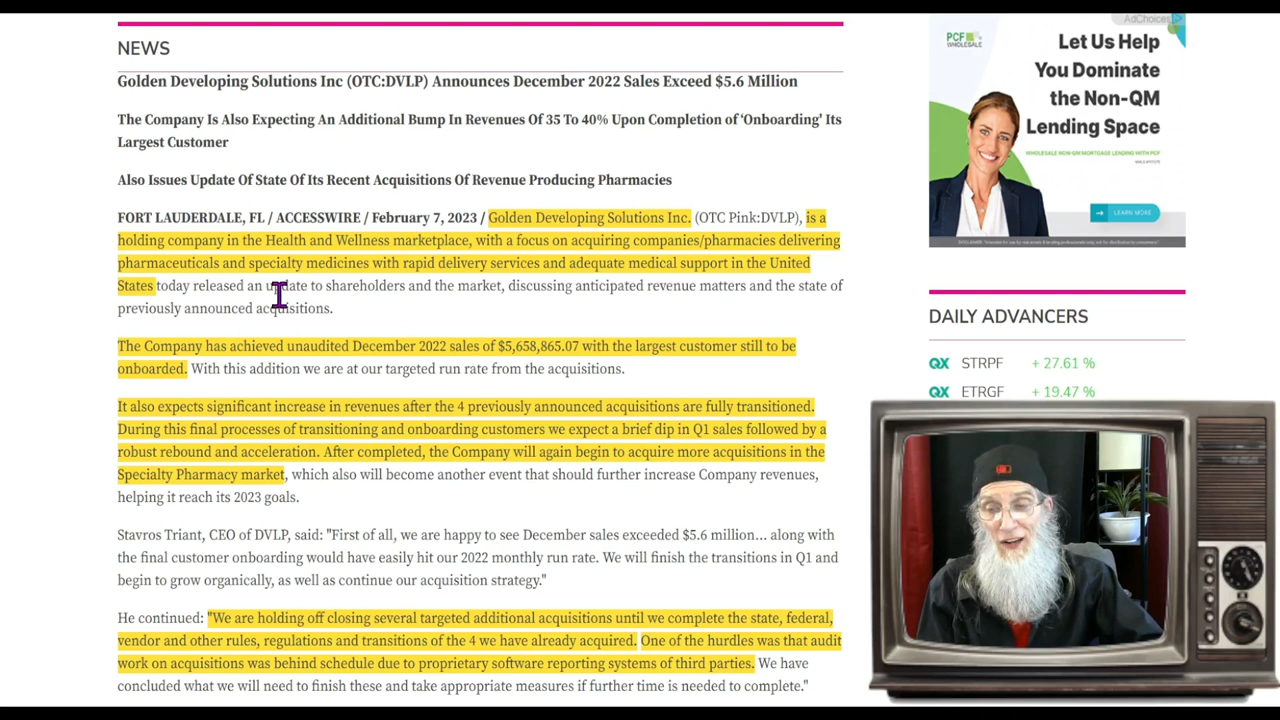 NEWS
Golden Developing Solutions Inc (OTC:DVLP) Announces December 2022 Sales Exceed $5.6 Million
The Company Is Also Expecting An Additional Bump In Revenues Of 35 To 40% Upon Completion of ‘Onboarding’ Its
Largest Customer
Also Issues Update Of State Of Its Recent Acquisitions Of Revenue Producing Pharmacies
FORT LAUDERDALE, FL / ACCESSWIRE / February 7, 2023 / Golden Developing Solutions Inc. (OTC Pink:DVLP), is a
holding company in the Health and Wellness marketplace, with a focus on acquiring companies/pharmacies delivering
pharmaceuticals and specialty medicines with rapid delivery services and adequate medical support in the United
States today released an update to shareholders and the market, discussing anticipated revenue matters and the state of
previously announced acquisitions.
The Company has achieved unaudited December 2022 sales of $5,658,865.07 with the largest customer still to be
onboarded. With this addition we are at our targeted run rate from the acquisitions.
It also expects significant increase in revenues after the 4 previously announced acquisitions are fully transitioned.
During this final processes of transitioning and onboarding customers we expect a brief dip in Q1 sales followed by a
robust rebound and acceleration. After completed, the Company will again begin to acquire more acquisitions in the
Specialty Pharmacy market, which also will become another event that should further increase Company revenues,
helping it reach its 2023 goals.
Stavros Triant, CEO of DVLP, said: "First of all, we are happy to see December sales exceeded $5.6 million... along with
the final customer onboarding would have easily hit our 2022 monthly run rate. We will finish the transitions in Q1 and
begin to grow organically, as well as continue our acquisition strategy."
He continued: "We are holding off closing several targeted additional acquisitions until we complete the state, federal,
vendor and other rules, regulations and transitions of the 4 we have already acquired. One of the hurdles was that audit
work on acquisitions was behind schedule due to proprietary software reporting systems of third parties. We have
concluded what we will need to finish these and take appropriate measures if further time is needed to complete."
AdChoices
PCF
WHOLESALE
Let Us Help
You Dominate
the Non-QM
Lending Space
WHOLESALE NON-QM MORTGAGE LENDING WITH PCF
LEARN MORE
DAILY ADVANCERS
QX STRPF + 27.61 %
QX ETRGF + 19.47 %